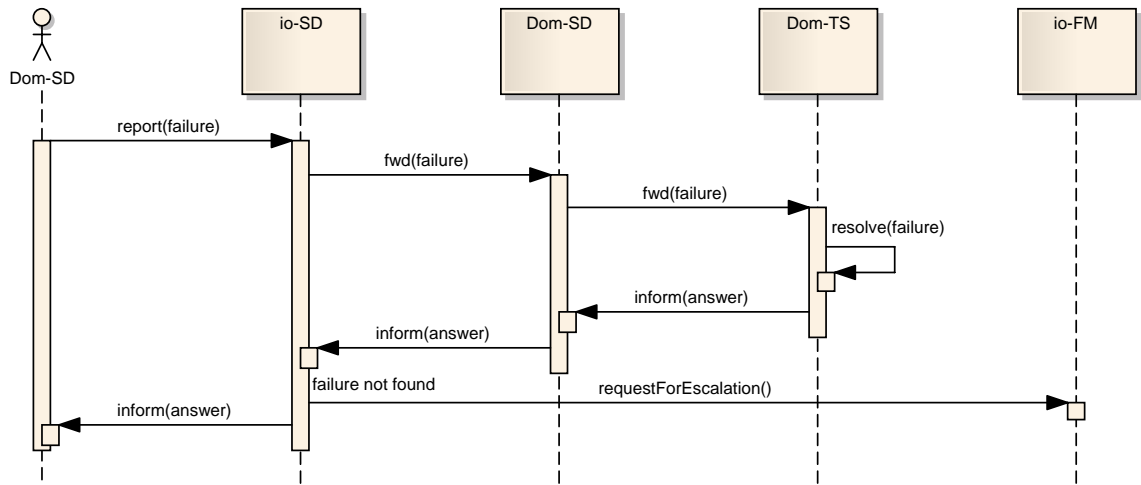 io-SD
Dom-SD
Dom-TS
io-FM
Dom-SD
report(failure)
fwd(failure)
fwd(failure)
resolve(failure)
inform(answer)
inform(answer)
failure not found
requestForEscalation()
inform(answer)